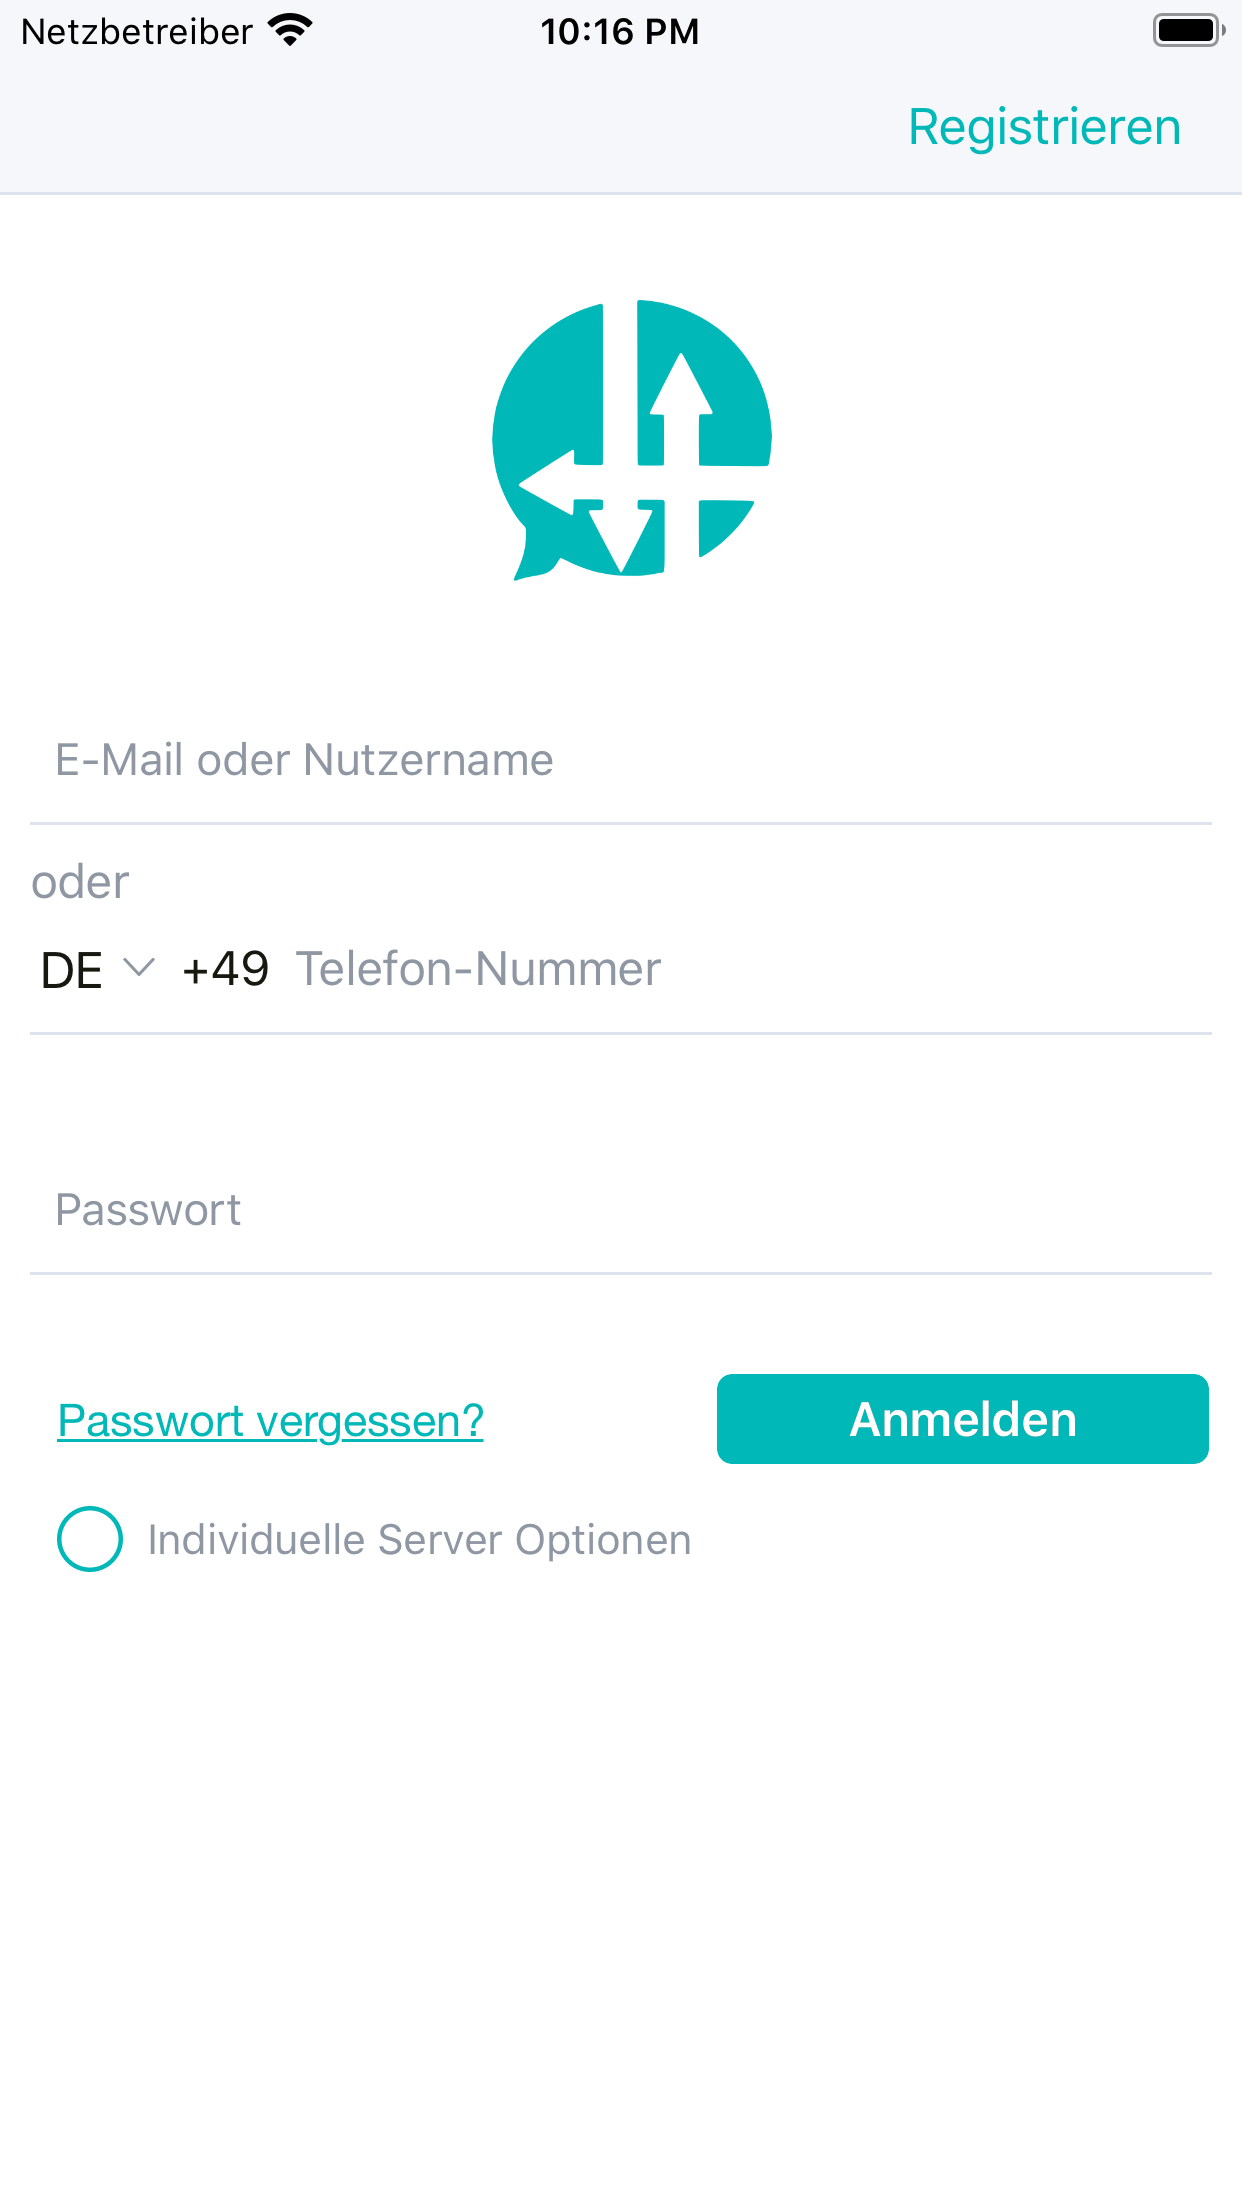 Netzbetreiber 10:16 PM
Registrieren
E-Mail oder Nutzername
oder
DE +49 Telefon-Nummer
Passwort
Passwort vergessen? Anmelden
Individuelle Server Optionen